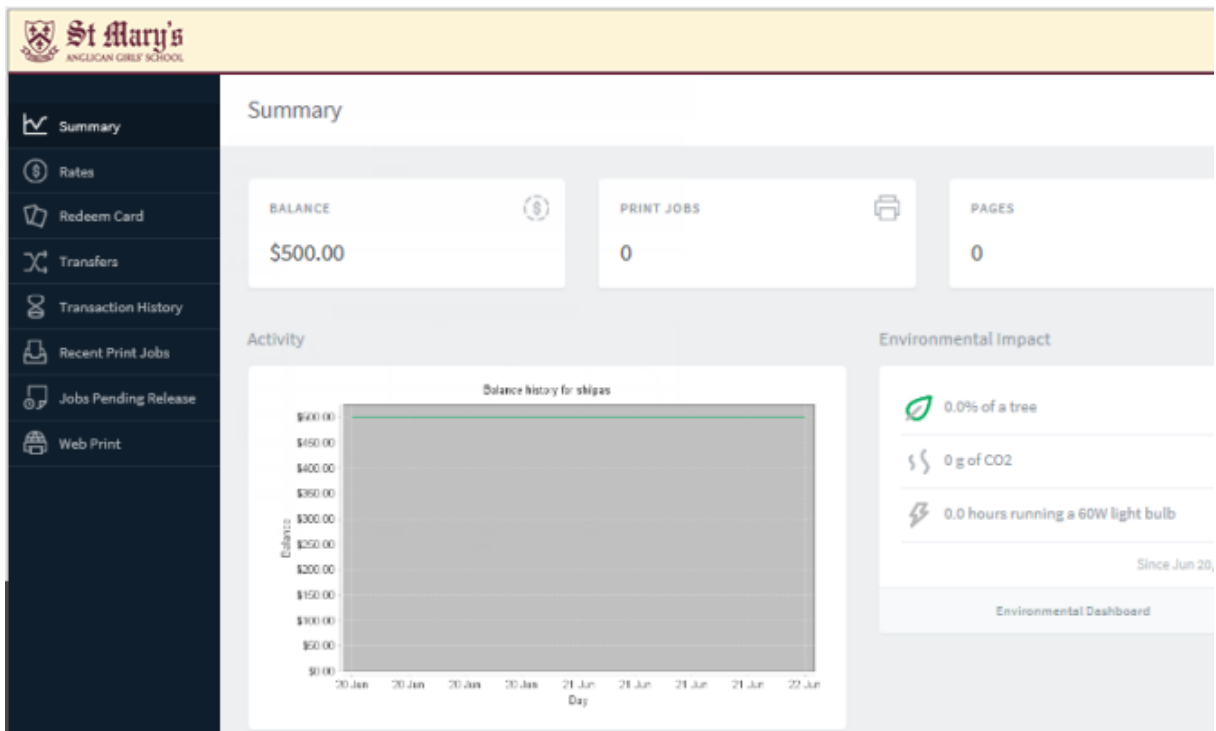 St Mary's
ANGLICAN GIRLS' SCHOOL
Summary
Rates
Redeem Card
Transfers
Transaction History
Recent Print Jobs
Jobs Pending Release
Web Print
Summary
BALANCE
$500.00
PRINT JOBS
0
PAGES
0
Activity
Balance history for shipas
$500.00
$450.00
$400.00
$350.00
$300.00
$250.00
$200.00
$150.00
$100.00
$50.00
$0.00
Balance
20 Jun 20 Jun 20 Jun 20 Jun 21 Jun 21 Jun 21 Jun 21 Jun 22 Jun
Day
Environmental Impact
0.0% of a tree
0 g of CO2
0.0 hours running a 60W light bulb
Since Jun 20,
Environmental Dashboard